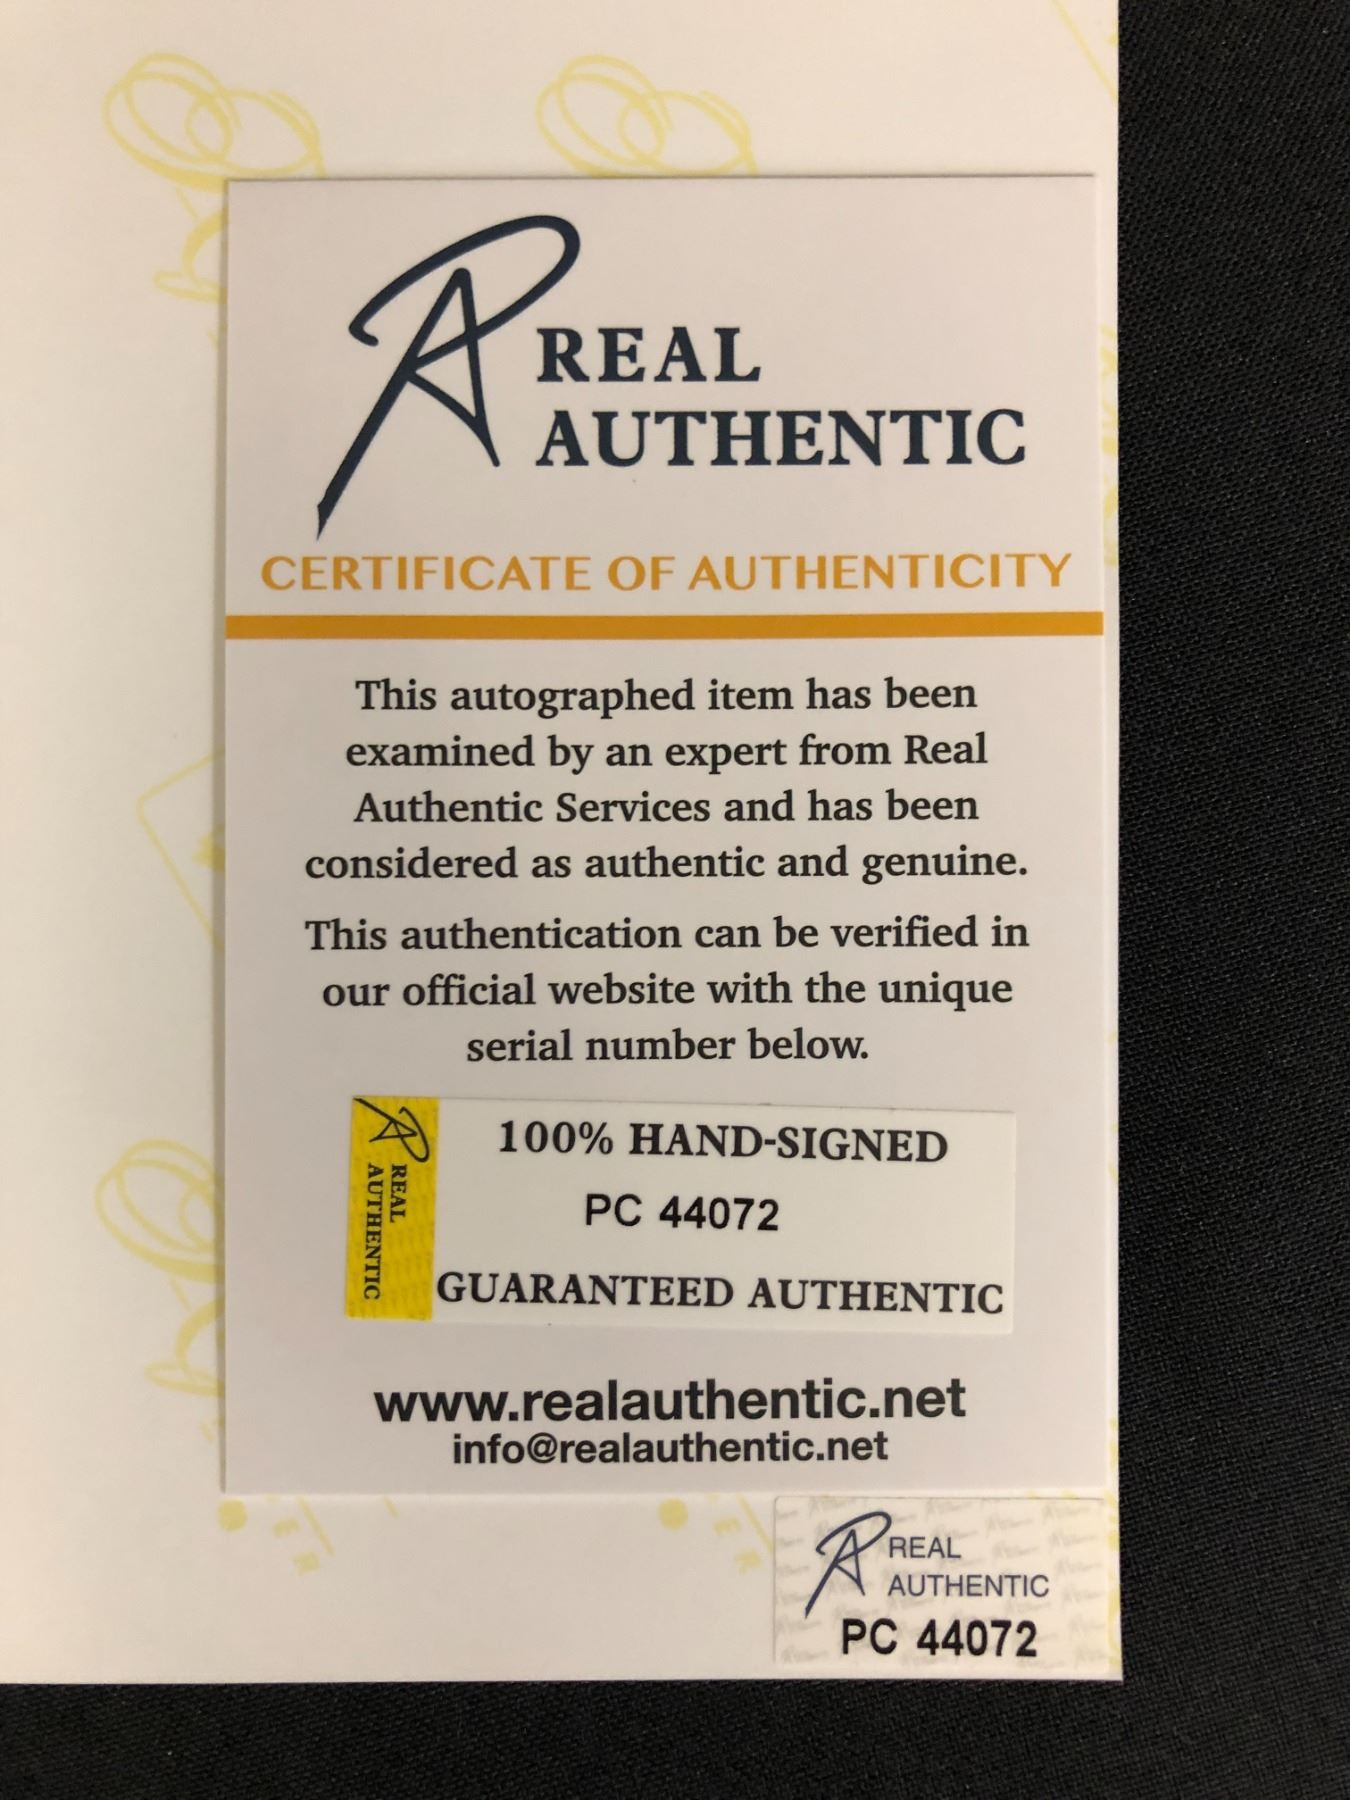 REAL
AUTHENTIC
CERTIFICATE OF AUTHENTICITY
This autographed item has been
examined by an expert from Real
Authentic Services and has been
considered as authentic and genuine.
This authentication can be verified in
our official website with the unique
serial number below.
REAL
AUTHENTIC
100% HAND-SIGNED
PC 44072
GUARANTEED AUTHENTIC
www.realauthentic.net
info@realauthentic.net
REAL
AUTHENTIC
PC 44072